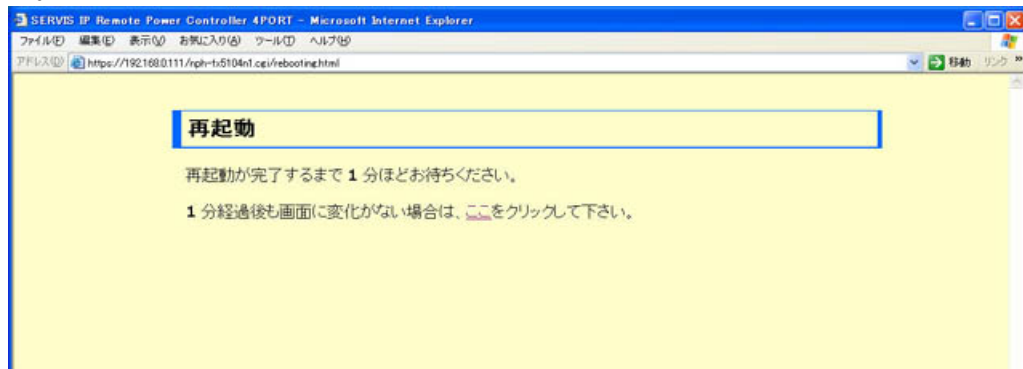 SERVIS IP Remote Power Controller 4PORT - Microsoft Internet Explorer
ファイル(F) 編集(E) 表示(V) お気に入り(A) ツール(T) ヘルプ(H)
アドレス(D) https://192.168.0.111/nph-tx5104n1.cgi/rebooting.html 移動 リンク »
再起動
再起動が完了するまで 1 分ほどお待ちください。
1 分経過後も画面に変化がない場合は、ここをクリックして下さい。